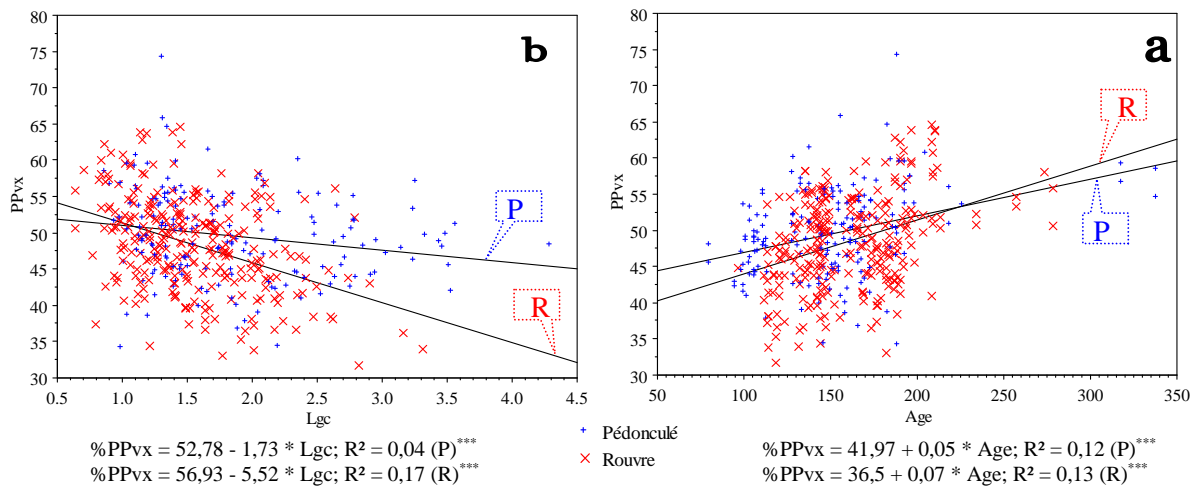 b
PPvx
80
75
70
65
60
55
50
45
40
35
30
0.5 1.0 1.5 2.0 2.5 3.0 3.5 4.0 4.5
Lgc
P
R
a
PPvx
80
75
70
65
60
55
50
45
40
35
30
50 100 150 200 250 300 350
Age
R
P
%PPvx = 52,78 - 1,73 * Lgc; R² = 0,04 (P)***
%PPvx = 56,93 - 5,52 * Lgc; R² = 0,17 (R)***
+ Pédonculé
× Rouvre
%PPvx = 41,97 + 0,05 * Age; R² = 0,12 (P)***
%PPvx = 36,5 + 0,07 * Age; R² = 0,13 (R)***